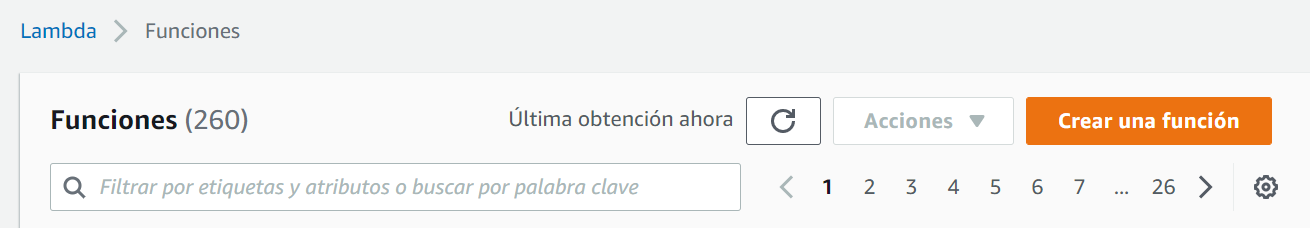 Lambda > Funciones
Funciones (260) Última obtención ahora Acciones Crear una función
Filtrar por etiquetas y atributos o buscar por palabra clave 1 2 3 4 5 6 7 ... 26